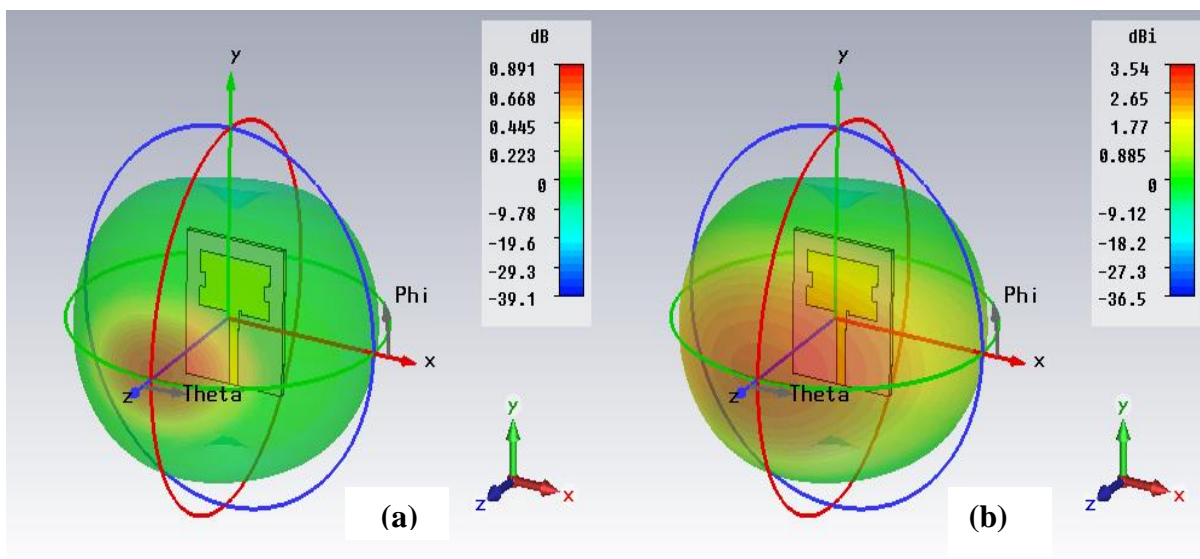 dB
0.891
0.668
0.445
0.223
0
-9.78
-19.6
-29.3
-39.1
y
Phi
x
z
Theta
y
z
x
(a)
dBi
3.54
2.65
1.77
0.885
0
-9.12
-18.2
-27.3
-36.5
y
Phi
x
z
Theta
y
z
x
(b)